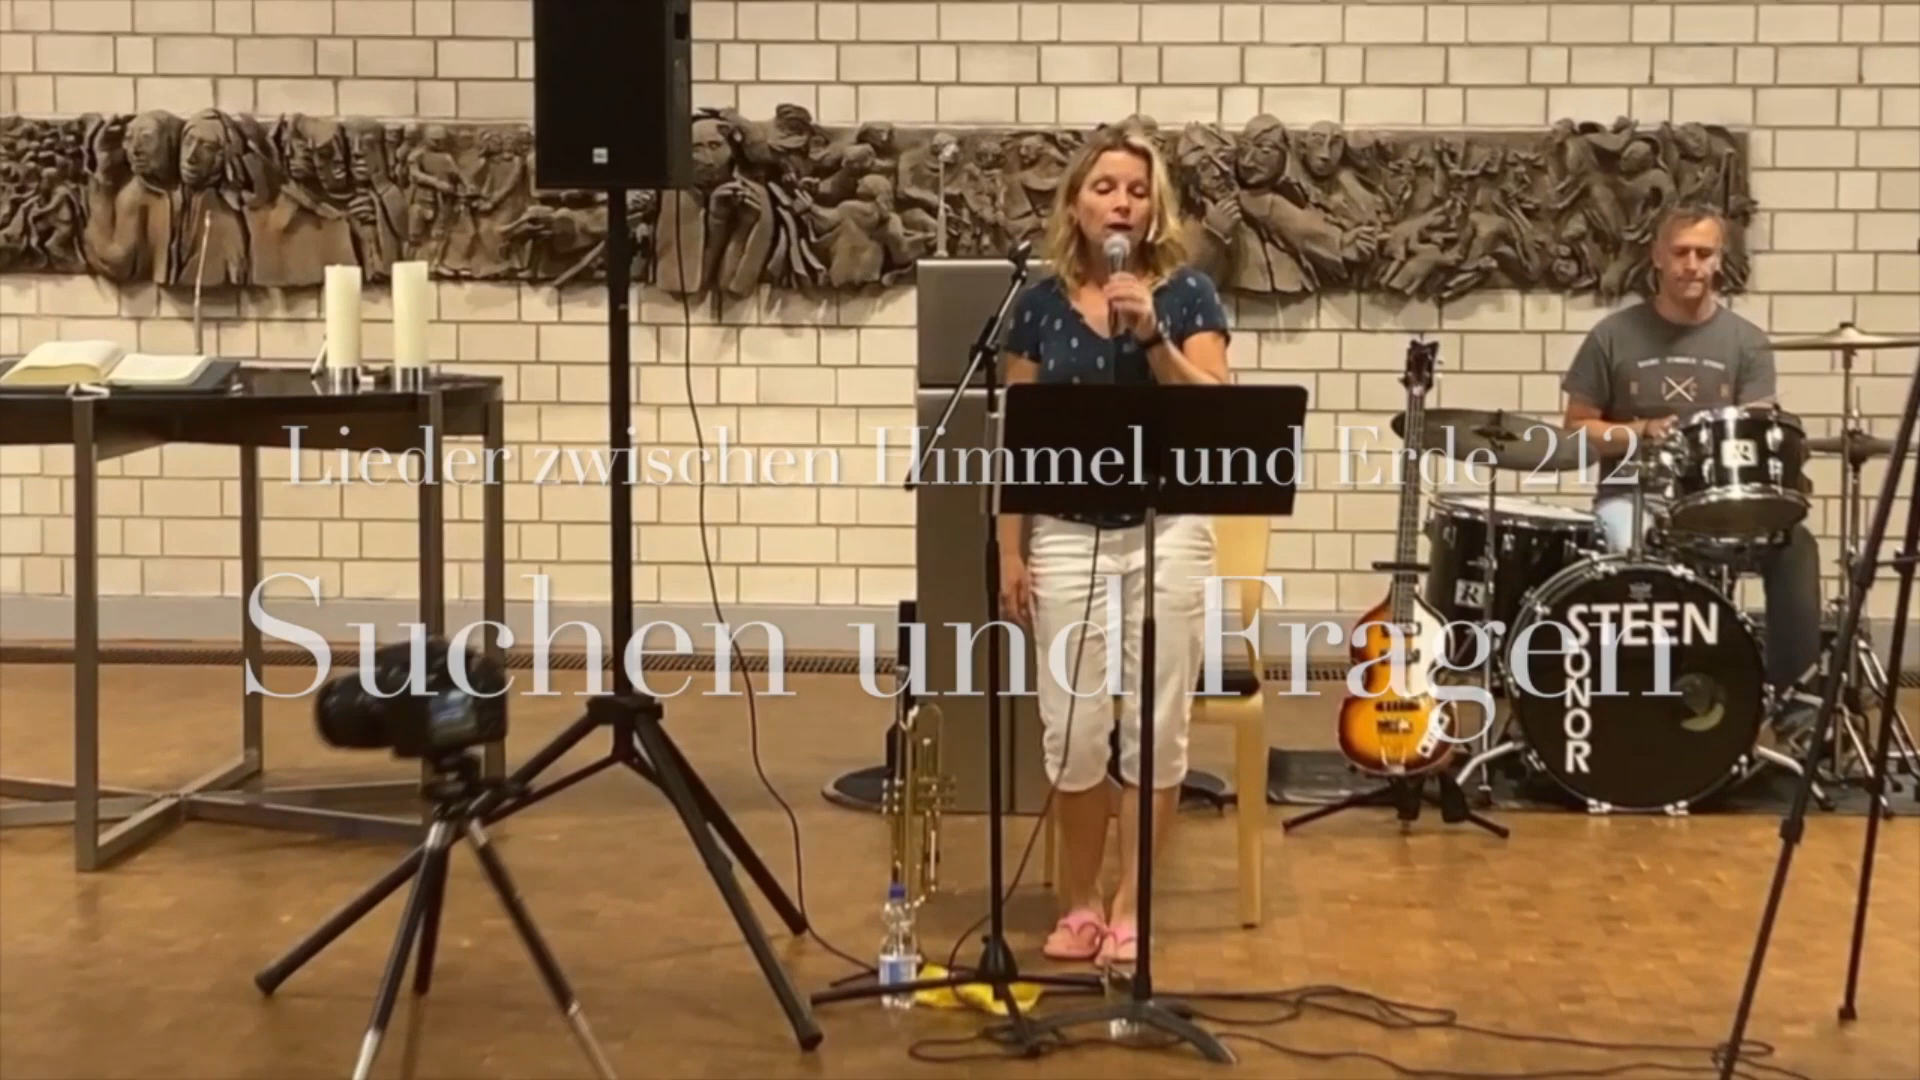 Lieder zwischen Himmel und Erde 212
Suchen und Fragen
STEEN
SONOR